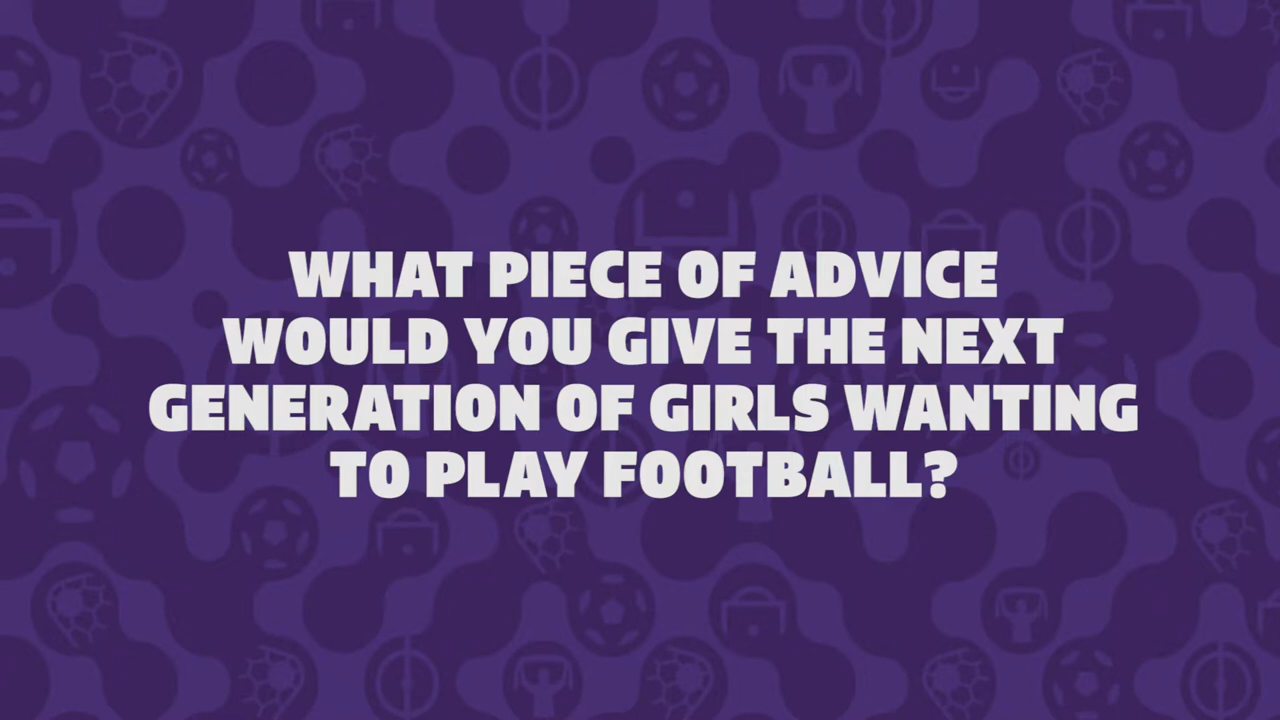 WHAT PIECE OF ADVICE
WOULD YOU GIVE THE NEXT
GENERATION OF GIRLS WANTING
TO PLAY FOOTBALL?